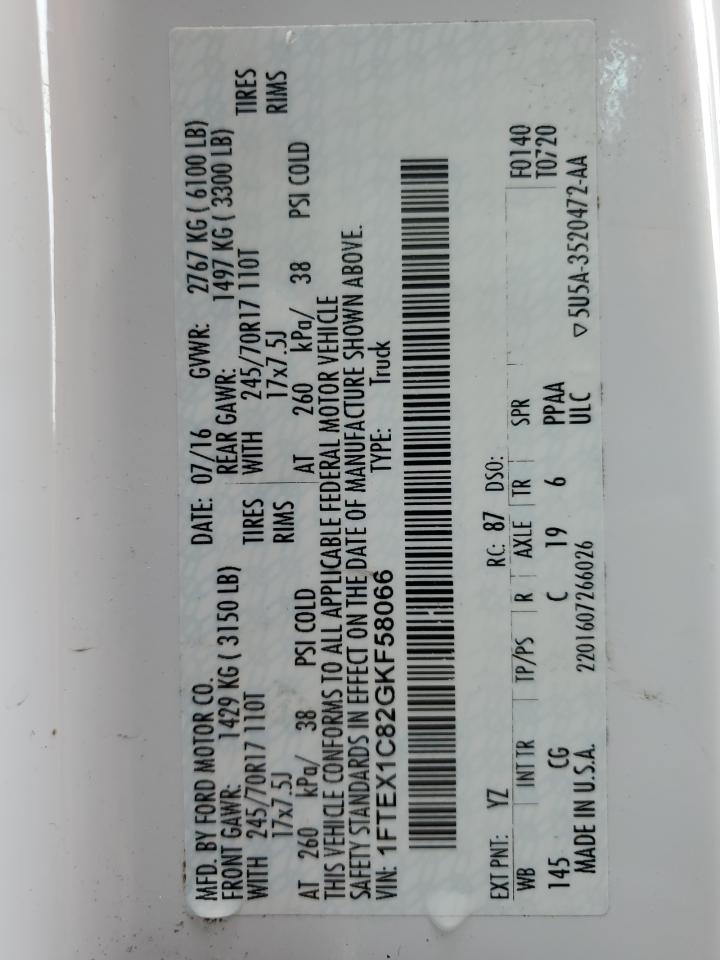 MFD. BY FORD MOTOR CO. DATE: 07/16 GVWR: 2767 KG ( 6100 LB)
FRONT GAWR: 1429 KG ( 3150 LB) REAR GAWR: 1497 KG ( 3300 LB)
WITH 245/70R17 110T TIRES WITH 245/70R17 110T TIRES
17x7.5J RIMS 17x7.5J RIMS
AT 260 kPa/ 38 PSI COLD AT 260 kPa/ 38 PSI COLD
THIS VEHICLE CONFORMS TO ALL APPLICABLE FEDERAL MOTOR VEHICLE
SAFETY STANDARDS IN EFFECT ON THE DATE OF MANUFACTURE SHOWN ABOVE.
VIN: 1FTEX1C82GKF58066 TYPE: Truck
EXT PNT: YZ RC: 87 DSO:
WB INT TR TP/PS R AXLE TR SPR F0140
T0720
145 CG C 19 6 PPAA
ULC
MADE IN U.S.A. 2201607266026 ▽5U5A-3520472-AA